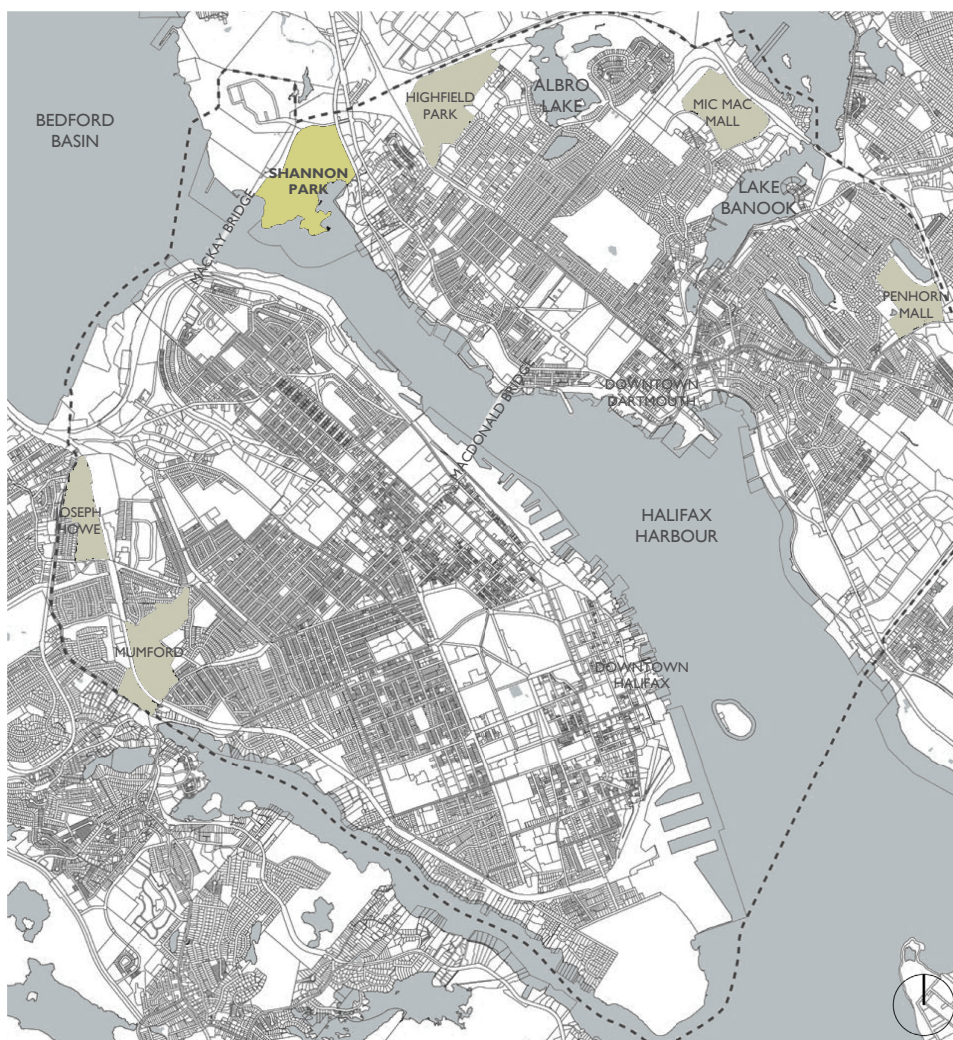 BEDFORD
BASIN
HIGHFIELD
PARK
ALBRO
LAKE
MIC MAC
MALL
SHANNON
PARK
MACKAY BRIDGE
LAKE
BANOOK
PENHORN
MALL
DOWNTOWN
DARTMOUTH
MACDONALD BRIDGE
OSEPH
HOWE
HALIFAX
HARBOUR
MUMFORD
DOWNTOWN
HALIFAX